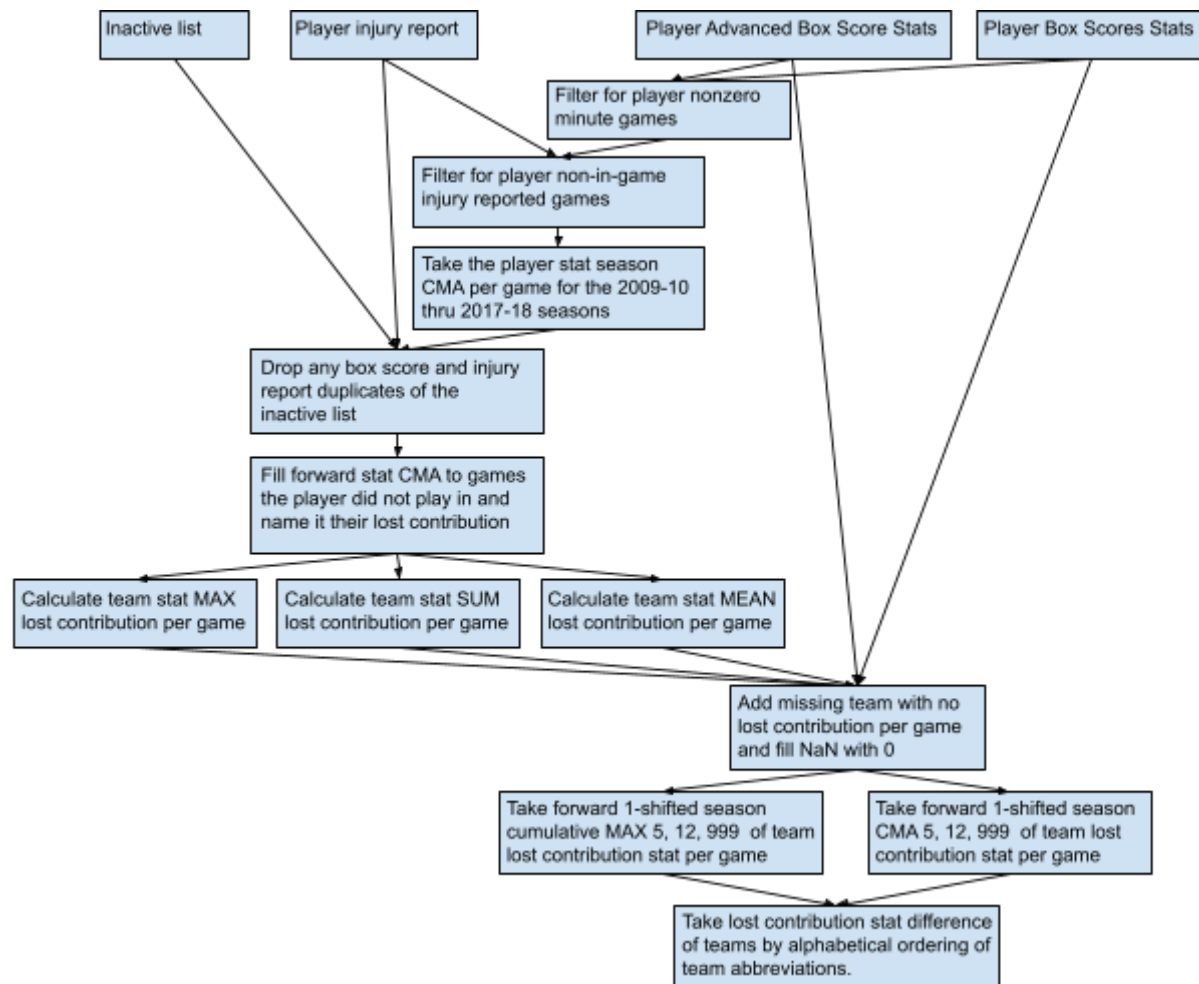 Inactive list
Player injury report
Player Advanced Box Score Stats
Player Box Scores Stats
Filter for player nonzero
minute games
Filter for player non-in-game
injury reported games
Take the player stat season
CMA per game for the 2009-10
thru 2017-18 seasons
Drop any box score and injury
report duplicates of the
inactive list
Fill forward stat CMA to games
the player did not play in and
name it their lost contribution
Calculate team stat MAX
lost contribution per game
Calculate team stat SUM
lost contribution per game
Calculate team stat MEAN
lost contribution per game
Add missing team with no
lost contribution per game
and fill NaN with 0
Take forward 1-shifted season
cumulative MAX 5, 12, 999 of team
lost contribution stat per game
Take forward 1-shifted season
CMA 5, 12, 999 of team lost
contribution stat per game
Take lost contribution stat difference
of teams by alphabetical ordering of
team abbreviations.